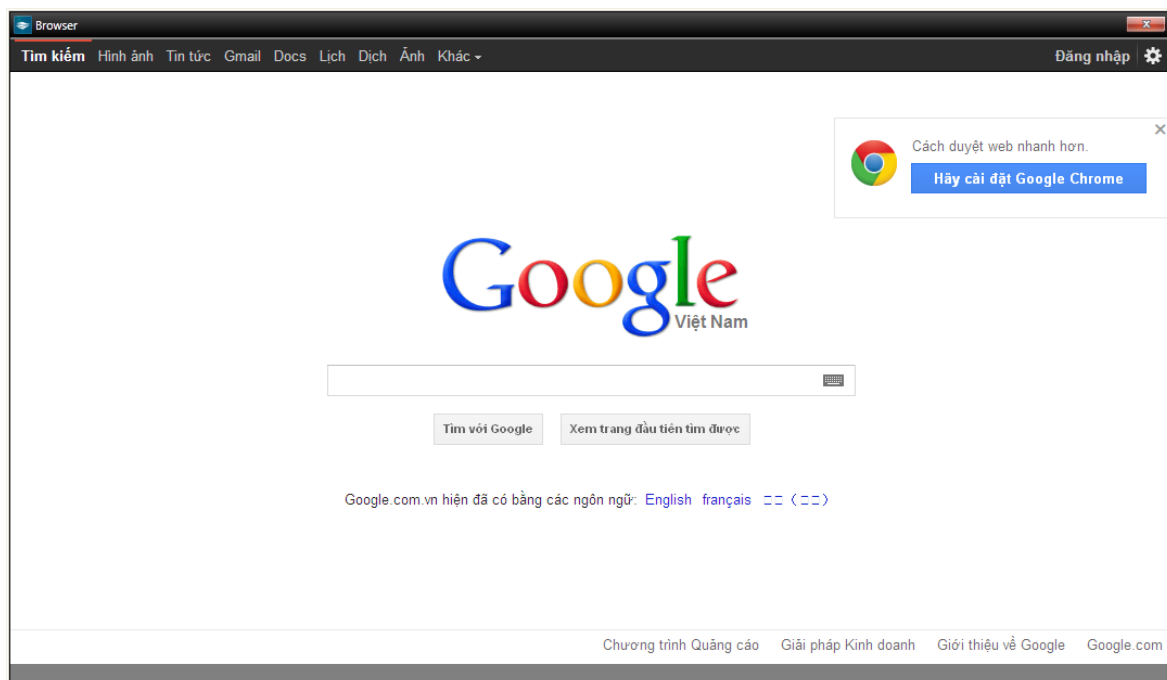 Browser
Tìm kiếm Hình ảnh Tin tức Gmail Docs Lịch Dịch Ảnh Khác Đăng nhập
Cách duyệt web nhanh hơn.
Hãy cài đặt Google Chrome
Google
Việt Nam
Tìm với Google Xem trang đầu tiên tìm được
Google.com.vn hiện đã có bằng các ngôn ngữ: English français
Chương trình Quảng cáo Giải pháp Kinh doanh Giới thiệu về Google Google.com